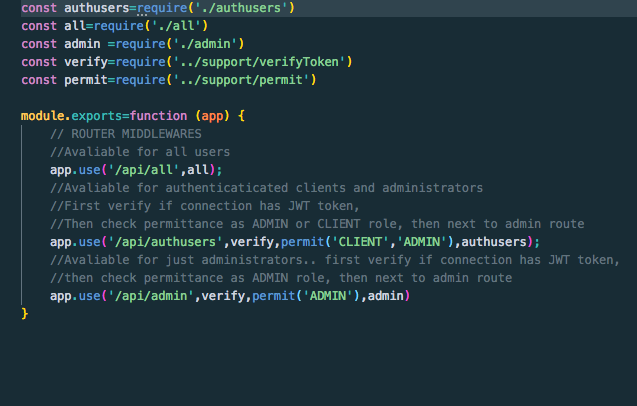 const authusers=require('./authusers')
const all=require('./all')
const admin =require('./admin')
const verify=require('../support/verifyToken')
const permit=require('../support/permit')
module.exports=function (app) {
// ROUTER MIDDLEWARES
//Avaliable for all users
app.use('/api/all',all);
//Avaliable for authenticaticated clients and administrators
//First verify if connection has JWT token,
//Then check permittance as ADMIN or CLIENT role, then next to admin route
app.use('/api/authusers',verify,permit('CLIENT','ADMIN'),authusers);
//Avaliable for just administrators.. first verify if connection has JWT token,
//then check permittance as ADMIN role, then next to admin route
app.use('/api/admin',verify,permit('ADMIN'),admin)
}